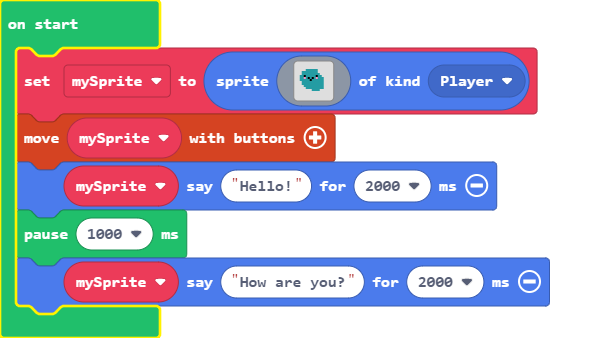 on start
set mySprite to sprite of kind Player
move mySprite with buttons
mySprite say "Hello!" for 2000 ms
pause 1000 ms
mySprite say "How are you?" for 2000 ms